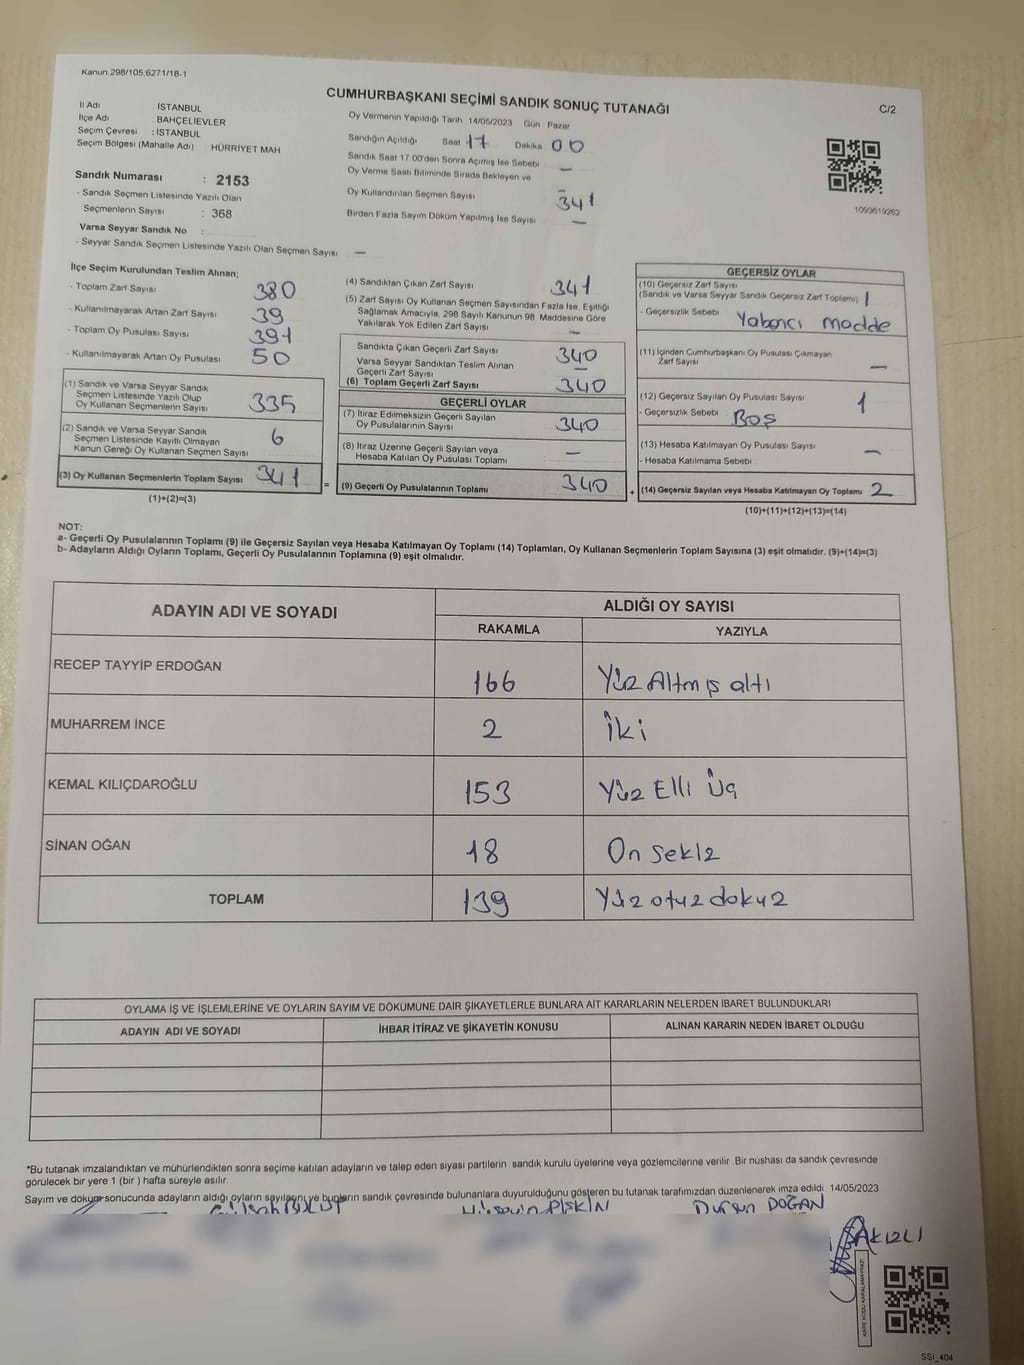 Kanun:298/105;6271/18-1
CUMHURBAŞKANI SEÇİMİ SANDIK SONUÇ TUTANAĞI
C/2
İl Adı İSTANBUL
İlçe Adı BAHÇELİEVLER
Seçim Çevresi : İSTANBUL
Seçim Bölgesi (Mahalle Adı) HÜRRİYET MAH
Sandık Numarası : 2153
- Sandık Seçmen Listesinde Yazılı Olan
Seçmenlerin Sayısı : 368
Varsa Seyyar Sandık No :
- Seyyar Sandık Seçmen Listesinde Yazılı Olan Seçmen Sayısı —
Oy Vermenin Yapıldığı Tarih 14/05/2023 Gün Pazar
Sandığın Açıldığı Saat 17 Dakika 00
Sandık Saat 17.00'den Sonra Açımış İse Sebebi —
Oy Verme Saati Bitiminde Sırada Bekleyen ve
Oy Kullandırılan Seçmen Sayısı 341
Birden Fazla Sayım Döküm Yapılmış İse Sayısı —
1093619262
İlçe Seçim Kurulundan Teslim Alınan;
- Toplam Zarf Sayısı 380
- Kullanılmayarak Artan Zarf Sayısı 39
- Toplam Oy Pusulası Sayısı 391
- Kullanılmayarak Artan Oy Pusulası 50
(1) Sandık ve Varsa Seyyar Sandık
Seçmen Listesinde Yazılı Olup
Oy Kullanan Seçmenlerin Sayısı 335
(2) Sandık ve Varsa Seyyar Sandık
Seçmen Listesinde Kayıtlı Olmayan
Kanun Gereği Oy Kullanan Seçmen Sayısı 6
(3) Oy Kullanan Seçmenlerin Toplam Sayısı 341
(1)+(2)=(3)
=
(4) Sandıktan Çıkan Zarf Sayısı 341
(5) Zarf Sayısı Oy Kullanan Seçmen Sayısından Fazla İse, Eşitliği
Sağlamak Amacıyla, 298 Sayılı Kanunun 98. Maddesine Göre
Yakılarak Yok Edilen Zarf Sayısı —
Sandıkta Çıkan Geçerli Zarf Sayısı 340
Varsa Seyyar Sandıktan Teslim Alınan
Geçerli Zarf Sayısı —
(6) Toplam Geçerli Zarf Sayısı 340
GEÇERLİ OYLAR
(7) İtiraz Edilmeksizin Geçerli Sayılan
Oy Pusulalarının Sayısı 340
(8) İtiraz Üzerine Geçerli Sayılan veya
Hesaba Katılan Oy Pusulası Toplamı —
(9) Geçerli Oy Pusulalarının Toplamı 340
+
GEÇERSİZ OYLAR
(10) Geçersiz Zarf Sayısı
(Sandık ve Varsa Seyyar Sandık Geçersiz Zarf Toplamı) 1
- Geçersizlik Sebebi Yabancı madde
(11) İçinden Cumhurbaşkanı Oy Pusulası Çıkmayan
Zarf Sayısı —
(12) Geçersiz Sayılan Oy Pusulası Sayısı 1
- Geçersizlik Sebebi Boş
(13) Hesaba Katılmayan Oy Pusulası Sayısı —
- Hesaba Katılmama Sebebi
(14) Geçersiz Sayılan veya Hesaba Katılmayan Oy Toplamı 2
(10)+(11)+(12)+(13)=(14)
NOT:
a- Geçerli Oy Pusulalarının Toplamı (9) ile Geçersiz Sayılan veya Hesaba Katılmayan Oy Toplamı (14) Toplamları, Oy Kullanan Seçmenlerin Toplam Sayısına (3) eşit olmalıdır. (9)+(14)=(3)
b- Adayların Aldığı Oyların Toplamı, Geçerli Oy Pusulalarının Toplamına (9) eşit olmalıdır.
ADAYIN ADI VE SOYADI ALDIĞI OY SAYISI
RAKAMLA YAZIYLA
RECEP TAYYİP ERDOĞAN 166 Yüz Altmış altı
MUHARREM İNCE 2 İki
KEMAL KILIÇDAROĞLU 153 Yüz Elli Üç
SİNAN OĞAN 18 On sekiz
TOPLAM 139 Yüz otuz dokuz
OYLAMA İŞ VE İŞLEMLERİNE VE OYLARIN SAYIM VE DÖKÜMÜNE DAİR ŞİKAYETLERLE BUNLARA AİT KARARLARIN NELERDEN İBARET BULUNDUKLARI
ADAYIN ADI VE SOYADI İHBAR İTİRAZ VE ŞİKAYETİN KONUSU ALINAN KARARIN NEDEN İBARET OLDUĞU
*Bu tutanak imzalandıktan ve mühürlendikten sonra seçime katılan adayların ve talep eden siyasi partilerin sandık kurulu üyelerine veya gözlemcilerine verilir. Bir nüshası da sandık çevresinde
görülecek bir yere 1 (bir ) hafta süreyle asılır.
Sayım ve döküm sonucunda adayların aldığı oyların sayılarını ve bunların sandık çevresinde bulunanlara duyurulduğunu gösteren bu tutanak tarafımızdan düzenlenerek imza edildi. 14/05/2023
Gülşah BULUT Hüseyin PİŞKİN Dursun DOĞAN
AKIZLI
KARE KODU KARALAMAYINIZ!
SSI_404